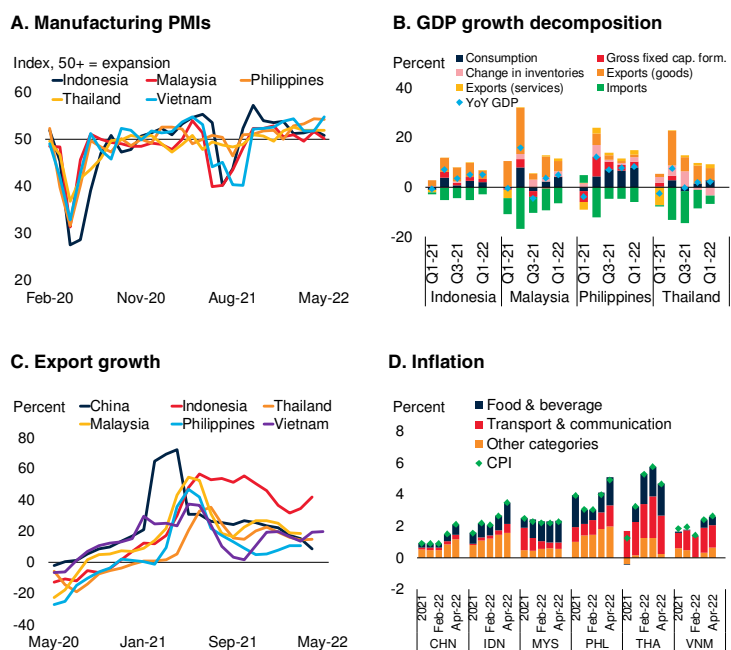 A. Manufacturing PMIs
Index, 50+ = expansion
Indonesia Malaysia Philippines
Thailand Vietnam
60
50
40
30
20
Feb-20 Nov-20 Aug-21 May-22
B. GDP growth decomposition
Percent
Consumption Gross fixed cap. form.
Change in inventories Exports (goods)
Exports (services) Imports
YoY GDP
40
20
0
-20
Q1-21 Q3-21 Q1-22 Q1-21 Q3-21 Q1-22 Q1-21 Q3-21 Q1-22 Q1-21 Q3-21 Q1-22
Indonesia Malaysia Philippines Thailand
C. Export growth
Percent
China Indonesia Thailand
Malaysia Philippines Vietnam
80
60
40
20
0
-20
-40
May-20 Jan-21 Sep-21 May-22
D. Inflation
Percent
Food & beverage
Transport & communication
Other categories
CPI
8
6
4
2
0
-2
2021 Feb-22 Apr-22 2021 Feb-22 Apr-22 2021 Feb-22 Apr-22 2021 Feb-22 Apr-22 2021 Feb-22 Apr-22 2021 Feb-22 Apr-22
CHN IDN MYS PHL THA VNM